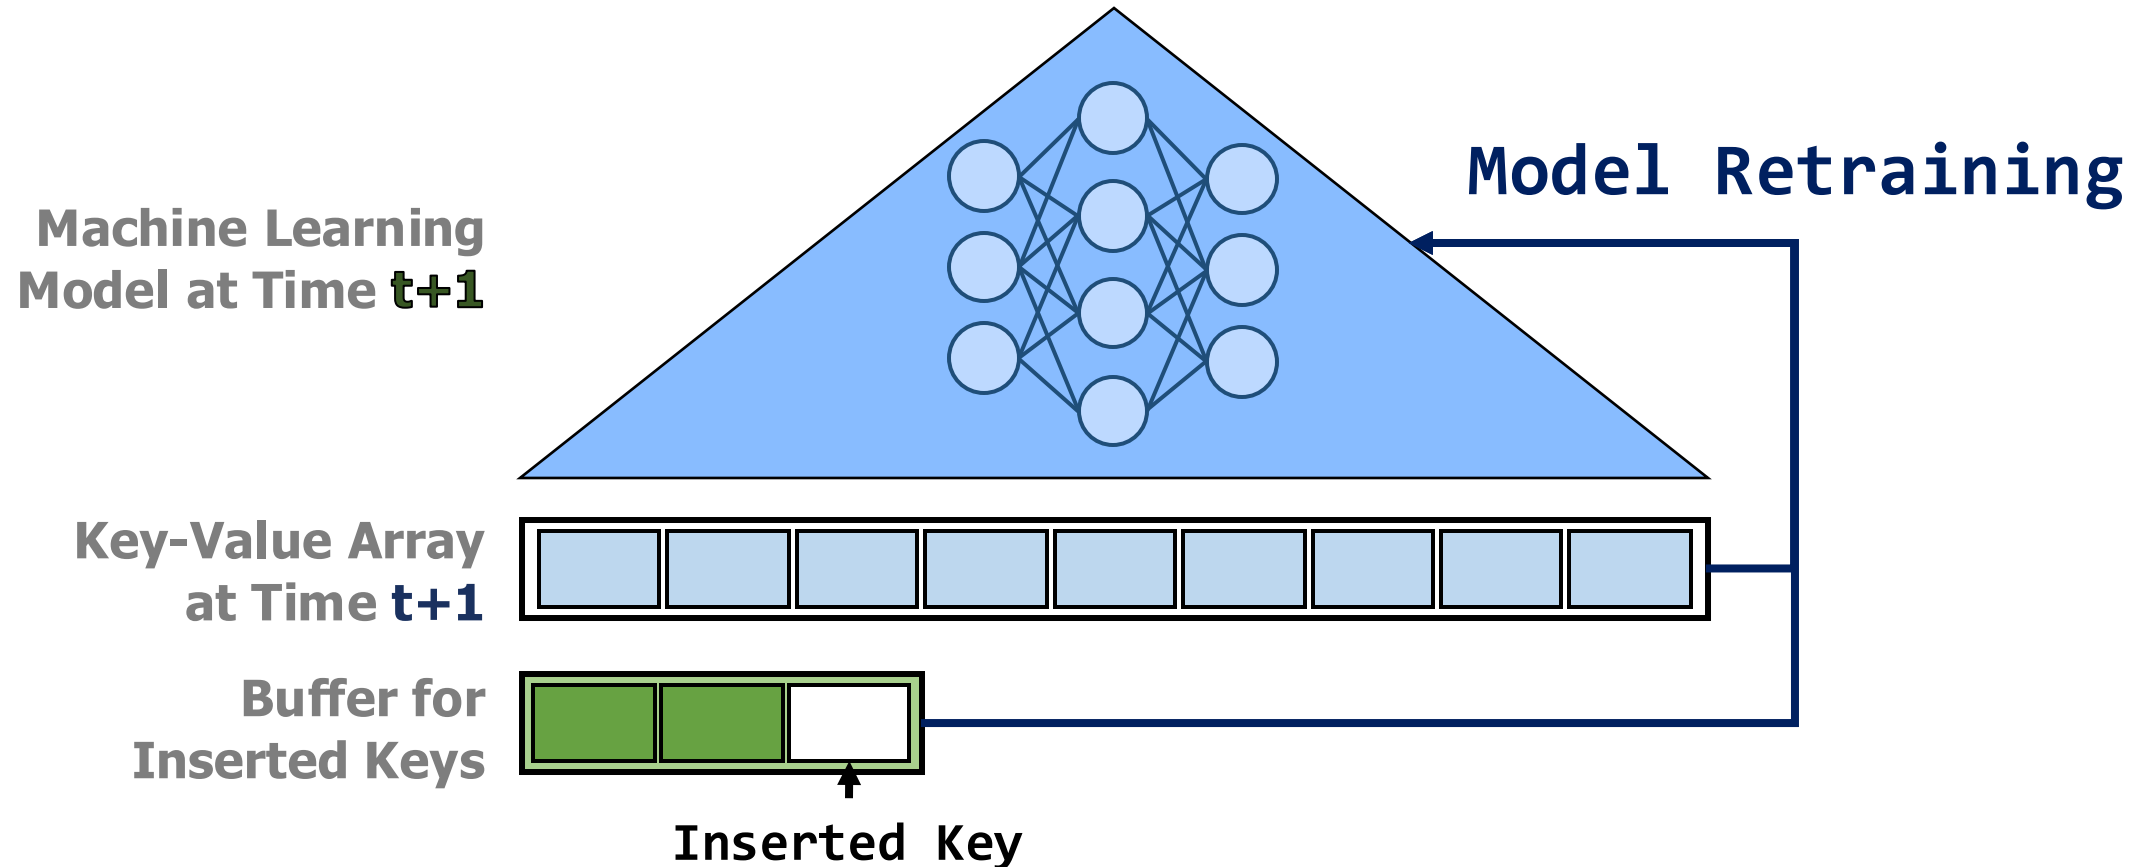 Model Retraining
Machine Learning
Model at Time t+1
Key-Value Array
at Time t+1
Buffer for
Inserted Keys
Inserted Key